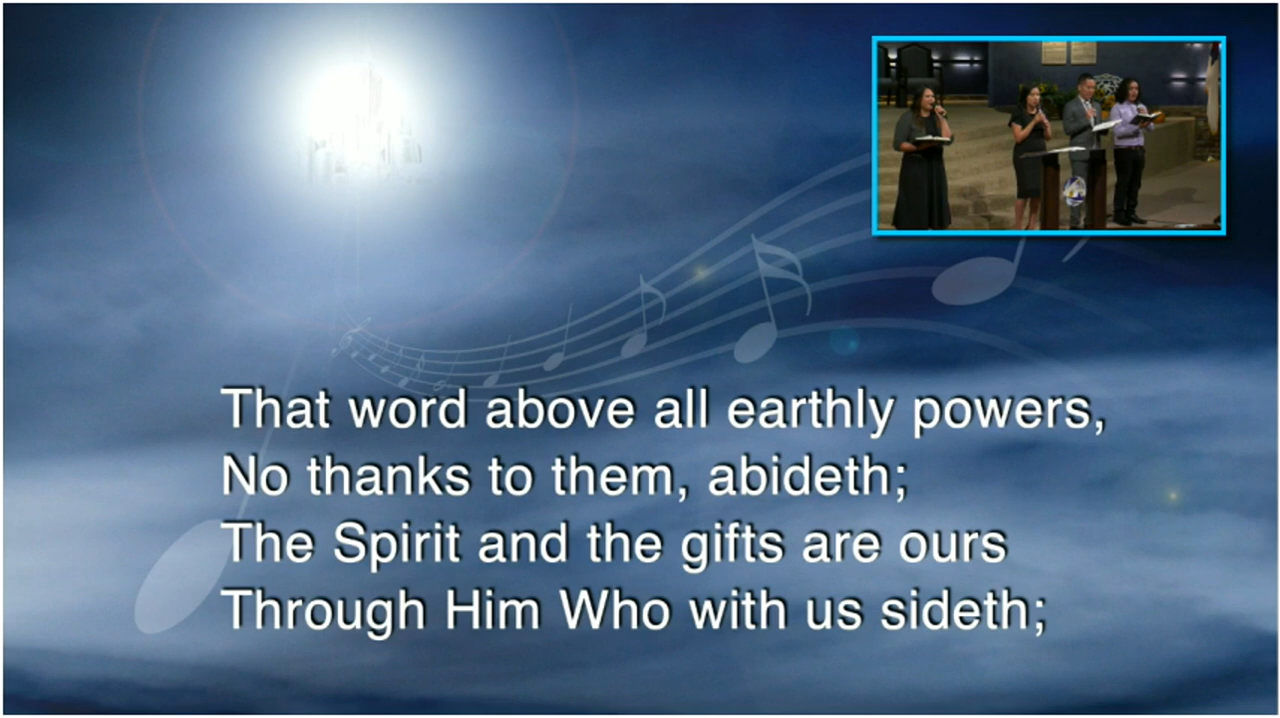 That word above all earthly powers,
No thanks to them, abideth;
The Spirit and the gifts are ours
Through Him Who with us sideth;